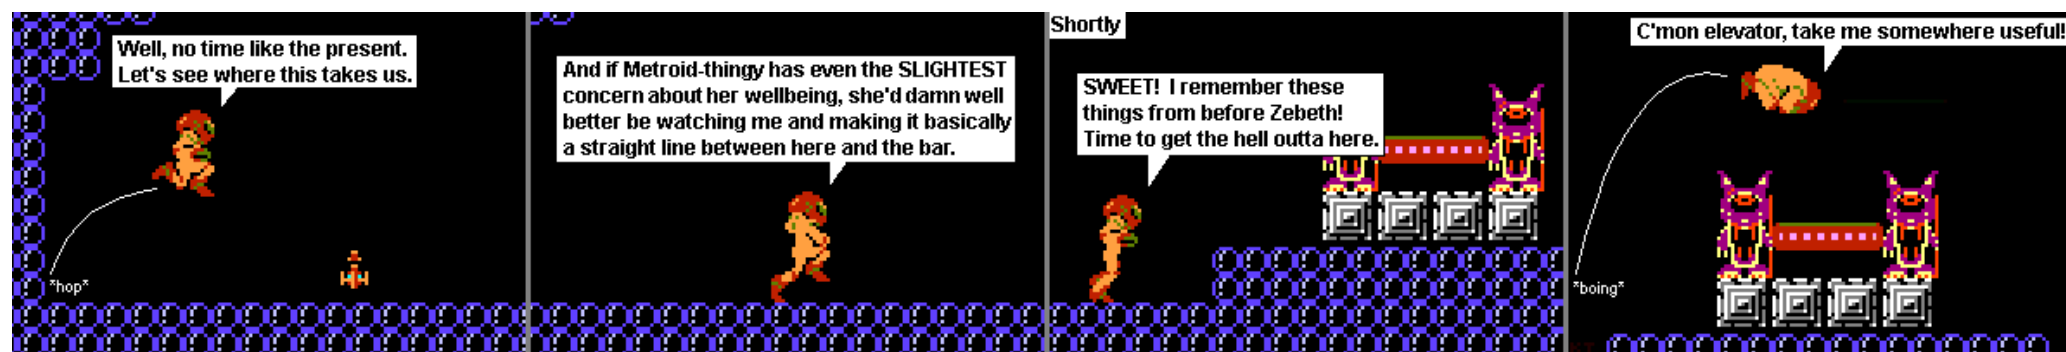 Well, no time like the present.
Let's see where this takes us.
*hop*
And if Metroid-thingy has even the SLIGHTEST
concern about her wellbeing, she'd damn well
better be watching me and making it basically
a straight line between here and the bar.
Shortly
SWEET! I remember these
things from before Zebeth!
Time to get the hell outta here.
C'mon elevator, take me somewhere useful!
*boing*